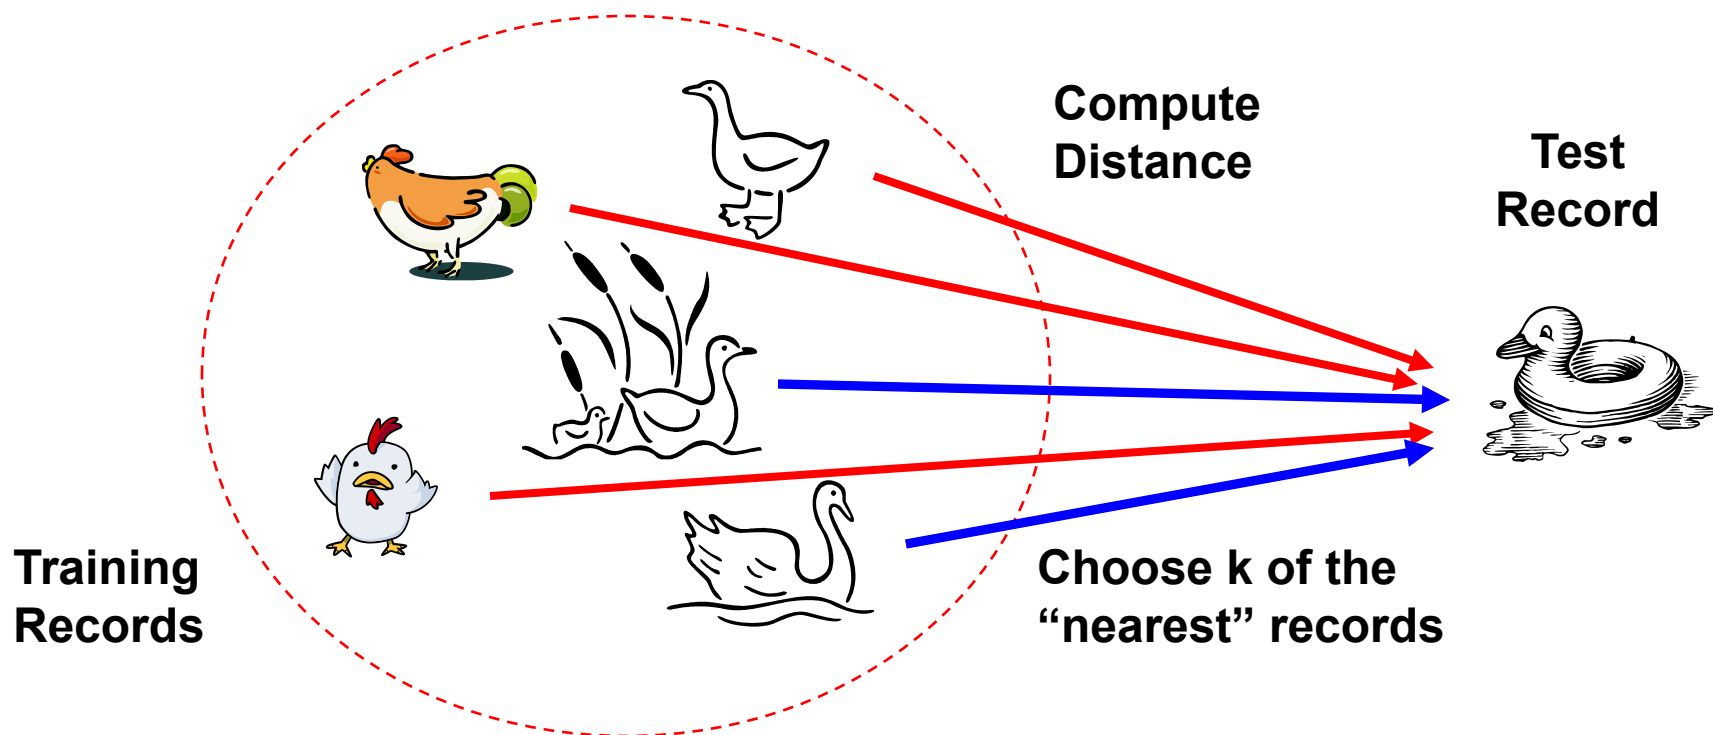 Compute
Distance
Test
Record
Training
Records
Choose k of the
“nearest” records